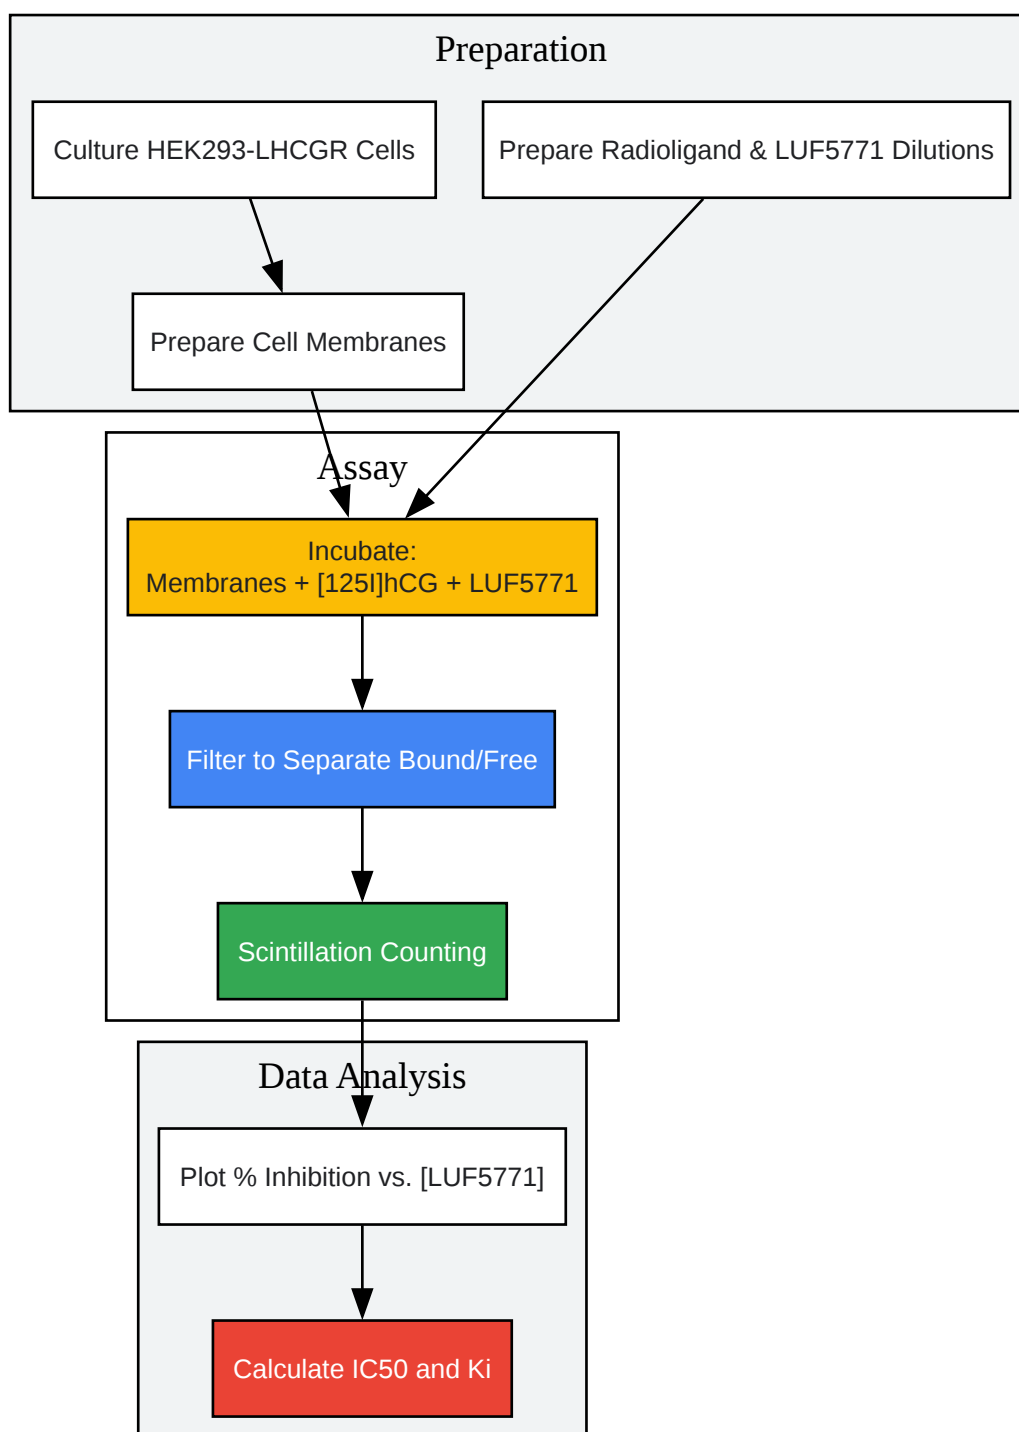 Preparation
Culture HEK293-LHCGR Cells
Prepare Radioligand & LUF5771 Dilutions
Prepare Cell Membranes
Assay
Incubate:
Membranes + [125I]hCG + LUF5771
Filter to Separate Bound/Free
Scintillation Counting
Data Analysis
Plot % Inhibition vs. [LUF5771]
Calculate IC50 and Ki